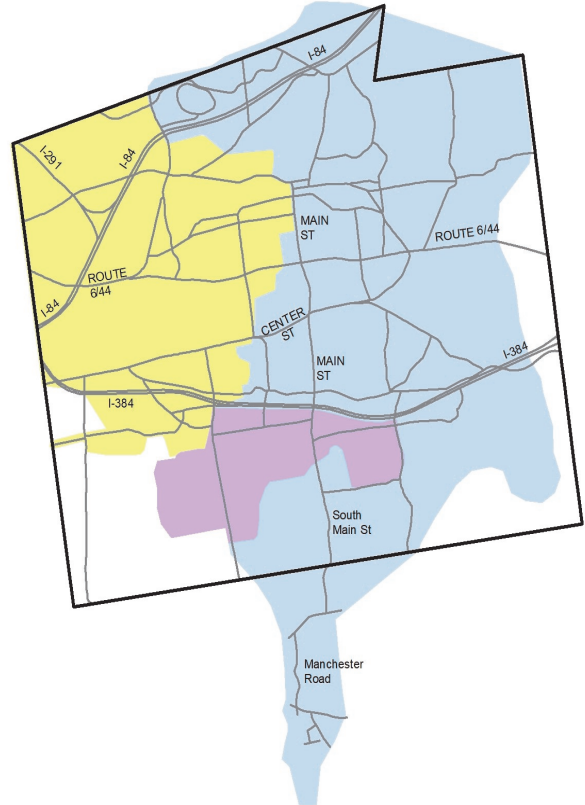 I-84
I-291
I-84
MAIN
ST
ROUTE 6/44
ROUTE
6/44
I-84
CENTER
ST
MAIN
ST
I-384
I-384
South
Main St
Manchester
Road